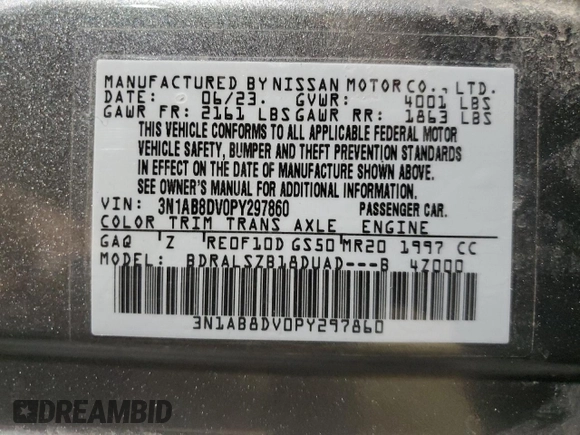 MANUFACTURED BY NISSAN MOTOR CO., LTD.
DATE: 06/23. GVWR: 4001 LBS
GAWR FR: 2161 LBS GAWR RR: 1863 LBS
THIS VEHICLE CONFORMS TO ALL APPLICABLE FEDERAL MOTOR
VEHICLE SAFETY, BUMPER AND THEFT PREVENTION STANDARDS
IN EFFECT ON THE DATE OF MANUFACTURE SHOWN ABOVE.
SEE OWNER'S MANUAL FOR ADDITIONAL INFORMATION.
VIN: 3N1AB8DV0PY297860 PASSENGER CAR.
COLOR TRIM TRANS AXLE ENGINE
GAQ Z RE0F10D GS50 MR20 1997 CC
MODEL: BDRALSZB18DUAD---B 4Z000
3N1AB8DV0PY297860
DREAMBID